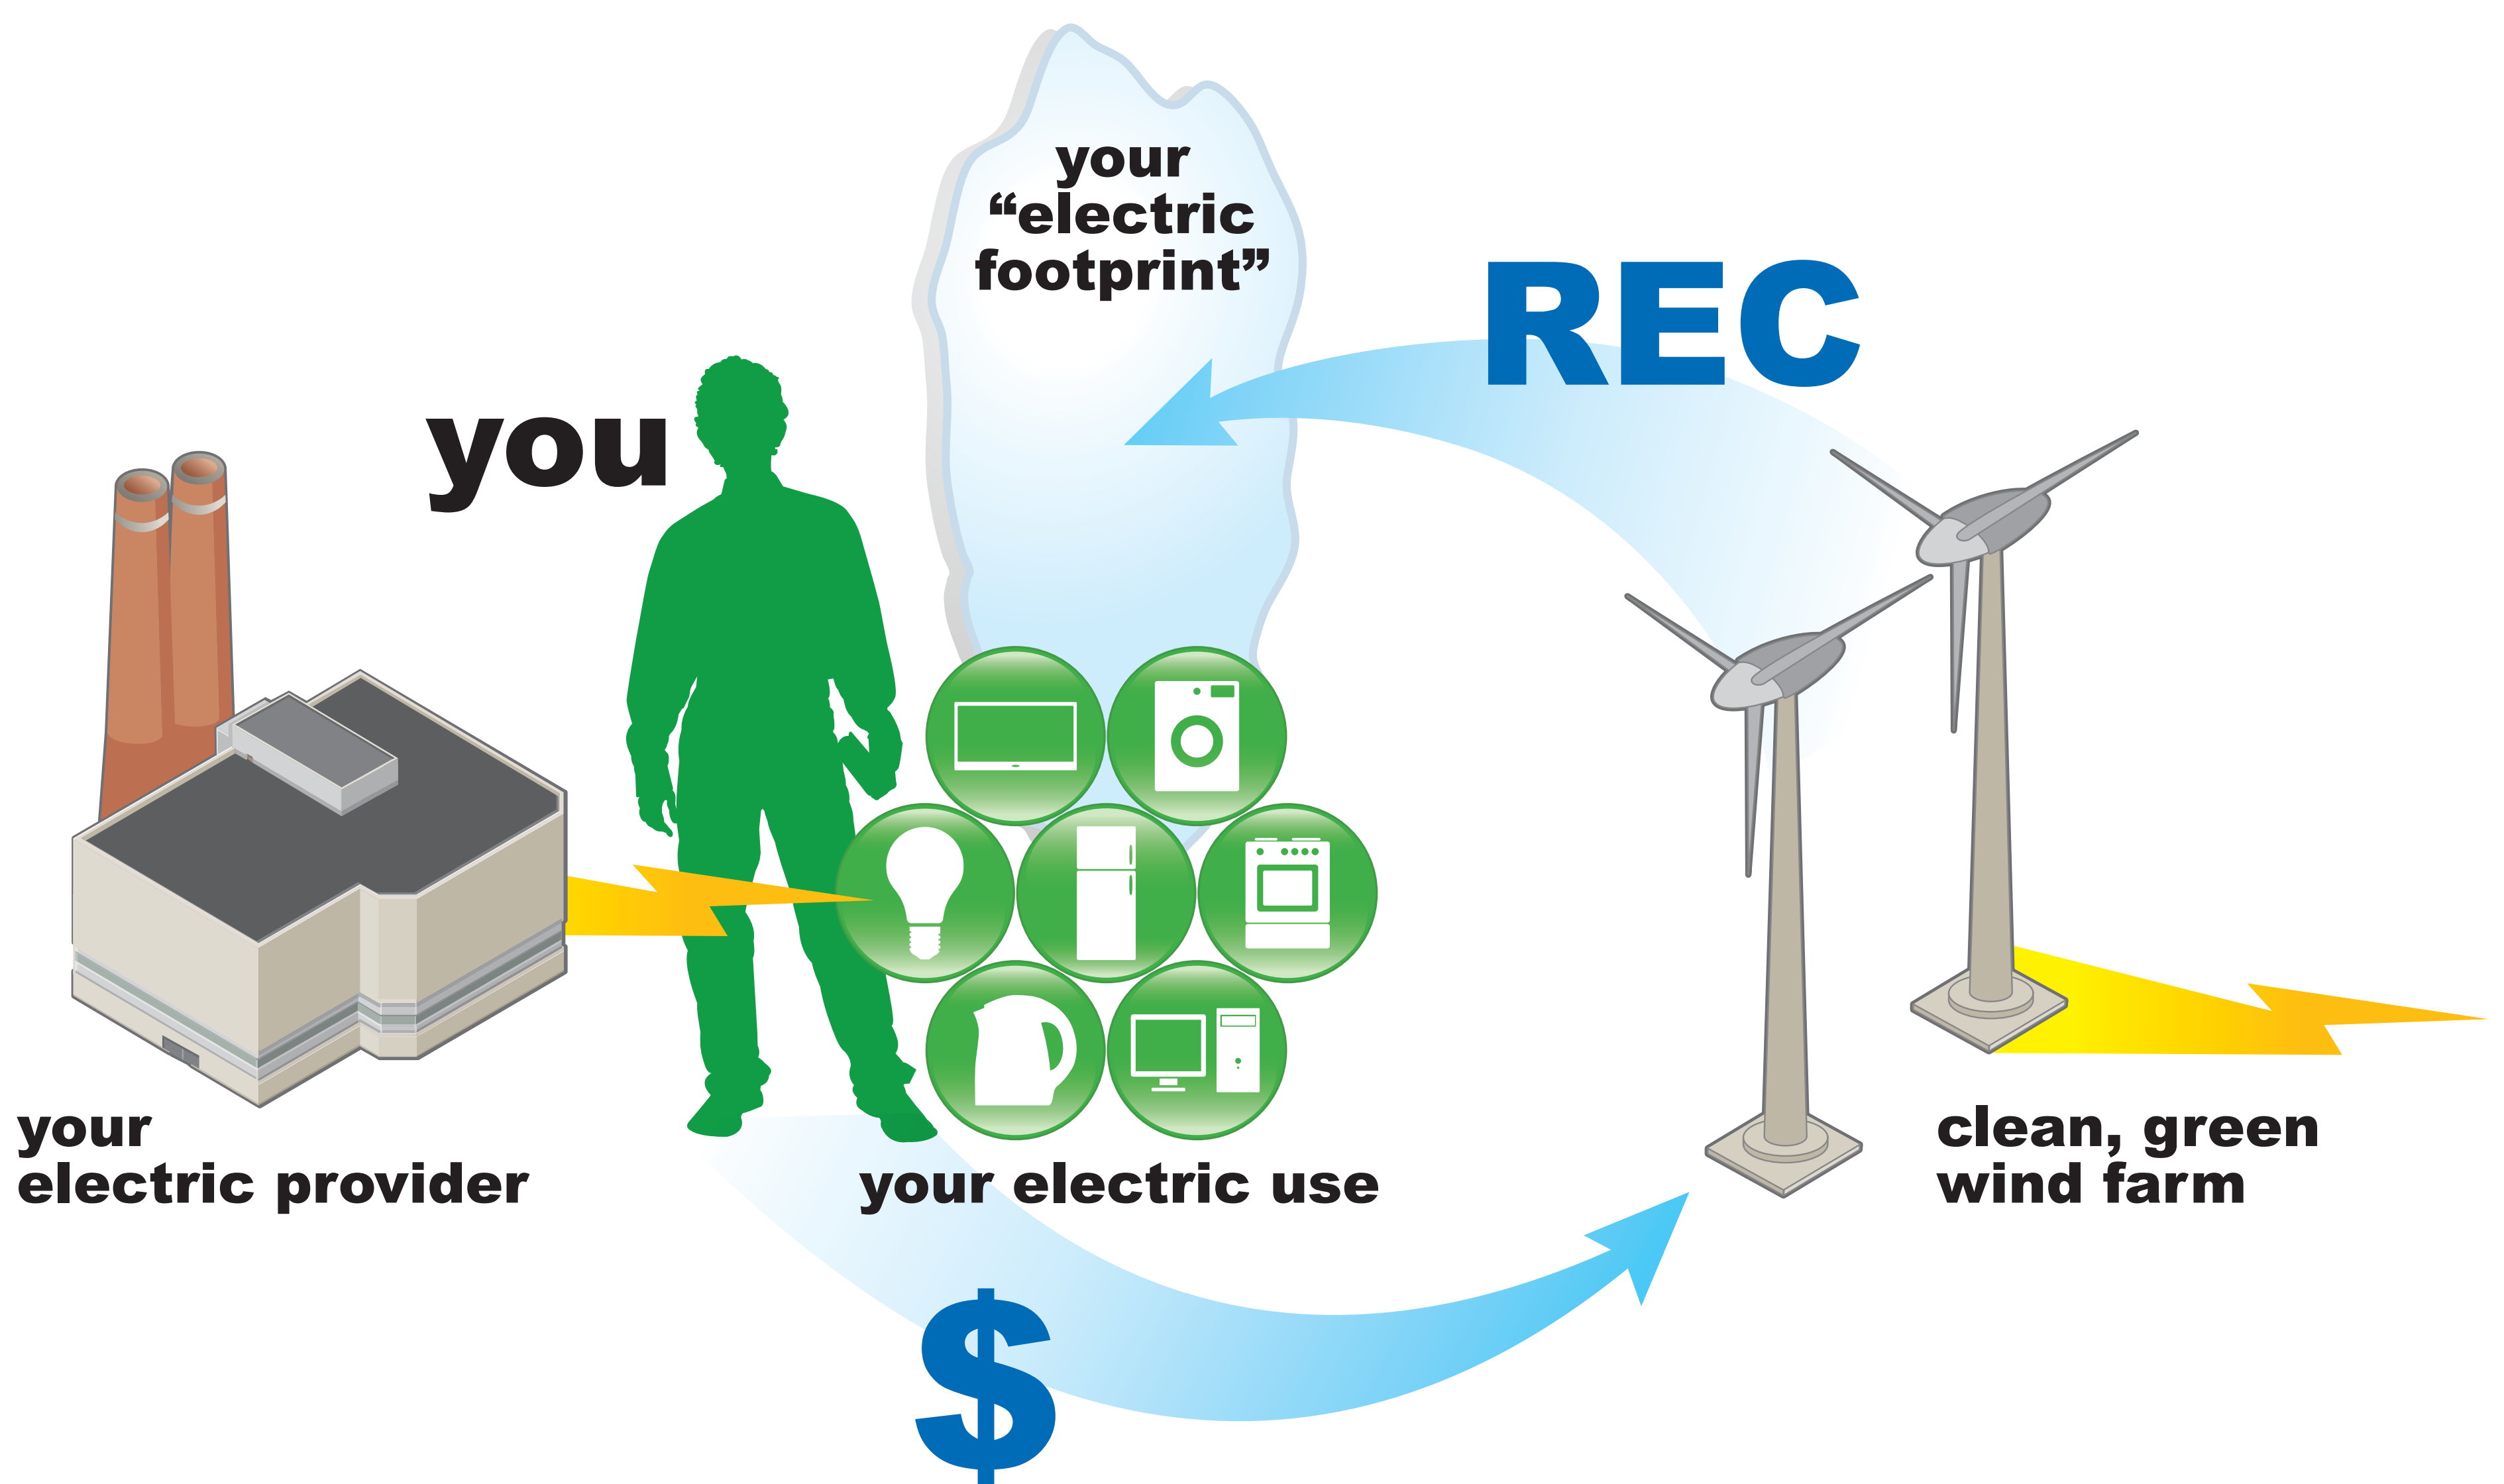 your
“electric
footprint”
REC
you
your
electric provider
your electric use
clean, green
wind farm
$